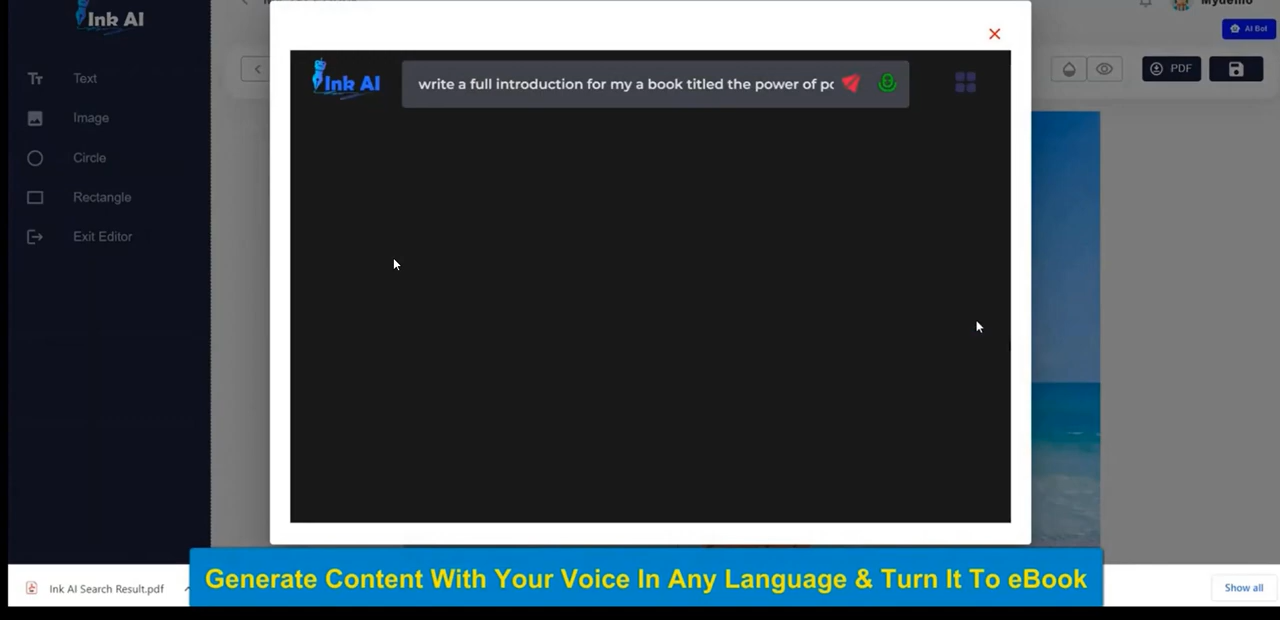 Ink AI
Mydemo
AI Bot
Text
Image
Circle
Rectangle
Exit Editor
PDF
Ink AI
write a full introduction for my a book titled the power of po
Generate Content With Your Voice In Any Language & Turn It To eBook
Ink AI Search Result.pdf
Show all